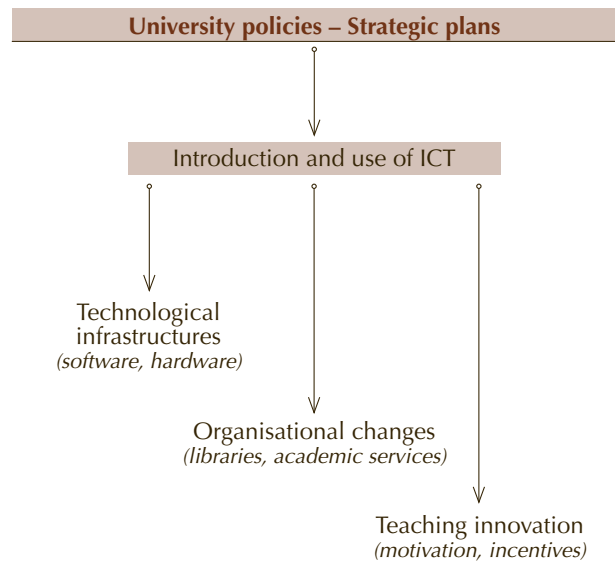 University policies – Strategic plans
Introduction and use of ICT
Technological
infrastructures
(software, hardware)
Organisational changes
(libraries, academic services)
Teaching innovation
(motivation, incentives)